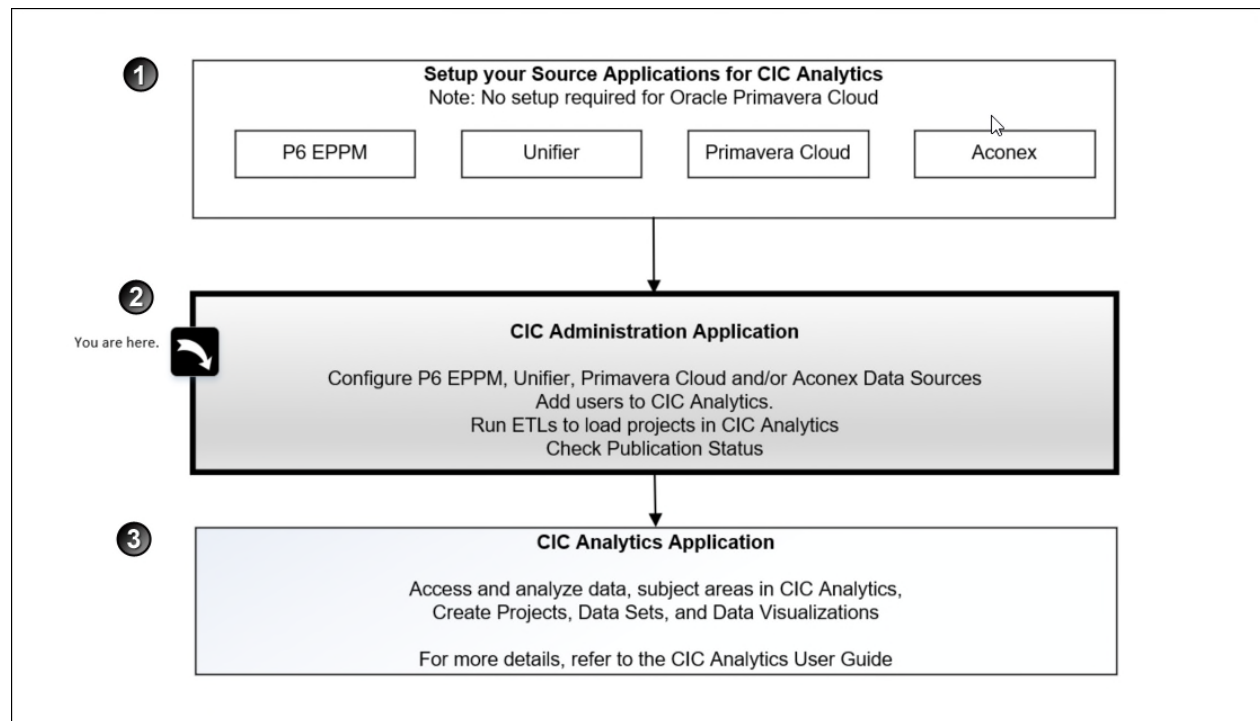 1
Setup your Source Applications for CIC Analytics
Note: No setup required for Oracle Primavera Cloud
P6 EPPM
Unifier
Primavera Cloud
Aconex
2
You are here.
CIC Administration Application
Configure P6 EPPM, Unifier, Primavera Cloud and/or Aconex Data Sources
Add users to CIC Analytics.
Run ETLs to load projects in CIC Analytics
Check Publication Status
3
CIC Analytics Application
Access and analyze data, subject areas in CIC Analytics,
Create Projects, Data Sets, and Data Visualizations
For more details, refer to the CIC Analytics User Guide